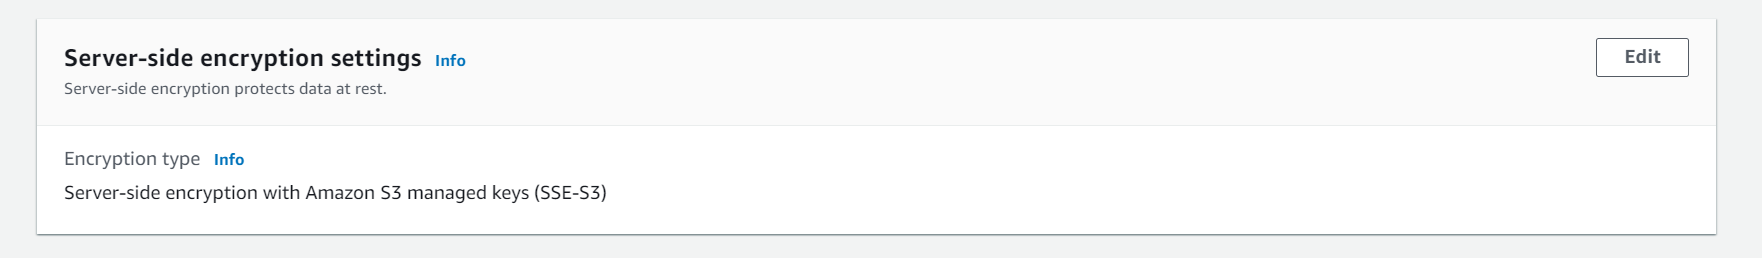 Server-side encryption settings Info
Edit
Server-side encryption protects data at rest.
Encryption type Info
Server-side encryption with Amazon S3 managed keys (SSE-S3)